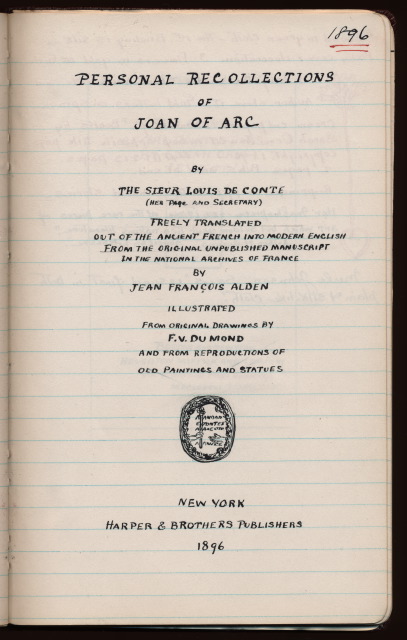 1896
PERSONAL RECOLLECTIONS
OF
JOAN OF ARC
BY
THE SIEUR LOUIS DE CONTE
(HER PAGE AND SECRETARY)
FREELY TRANSLATED
OUT OF THE ANCIENT FRENCH INTO MODERN ENGLISH
FROM THE ORIGINAL UNPUBLISHED MANUSCRIPT
IN THE NATIONAL ARCHIVES OF FRANCE
BY
JEAN FRANÇOIS ALDEN
ILLUSTRATED
FROM ORIGINAL DRAWINGS BY
F.V. DU MOND
AND FROM REPRODUCTIONS OF
OLD PAINTINGS AND STATUES
NEW YORK
HARPER & BROTHERS PUBLISHERS
1896